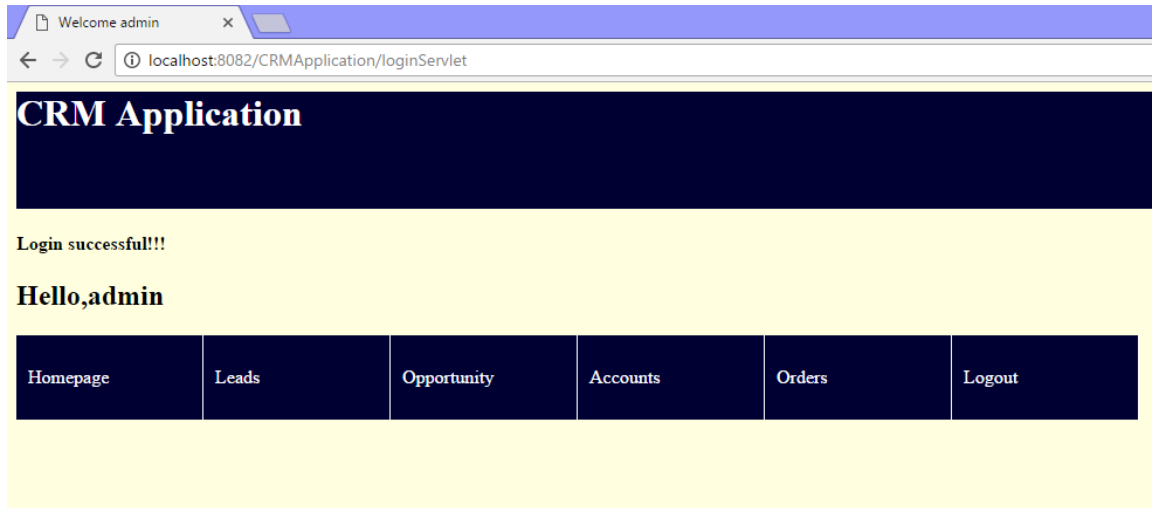 Welcome admin
localhost:8082/CRMApplication/loginServlet
CRM Application
Login successful!!!
Hello,admin
Homepage Leads Opportunity Accounts Orders Logout